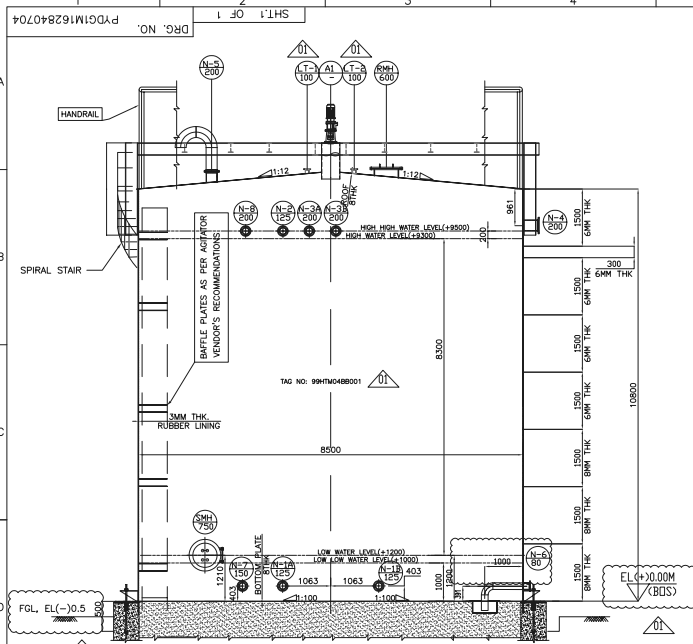 2
3
4
DRG. NO. PYDG1M162840704
SHT.1 OF 1
A
B
C
D
N-5
200
01
LT-1
100
A1
-
01
LT-2
100
RMH
600
HANDRAIL
1:12
1:12
ROOF
8THK
N-8
200
N-2
125
N-3A
200
N-3B
200
HIGH HIGH WATER LEVEL(+9500)
HIGH WATER LEVEL(+9300)
200
961
N-4
200
1500
6MM THK
300
6MM THK
1500
6MM THK
1500
6MM THK
1500
8MM THK
1500
8MM THK
1500
8MM THK
10800
SPIRAL STAIR
BAFFLE PLATES AS PER AGITATOR
VENDOR'S RECOMMENDATIONS
8300
TAG NO: 99HTM04BB001
01
3MM THK.
RUBBER LINING
8500
SMH
750
LOW WATER LEVEL(+1200)
LOW LOW WATER LEVEL(+1000)
1210
N-7
150
403
BOTTOM PLATE
8THK
N-1A
125
1063
1063
N-1B
125
403
1:100
1:100
1000
1200
1000
N-6
80
EL(+)0.00M
(BOS)
01
FGL, EL(-)0.5
500